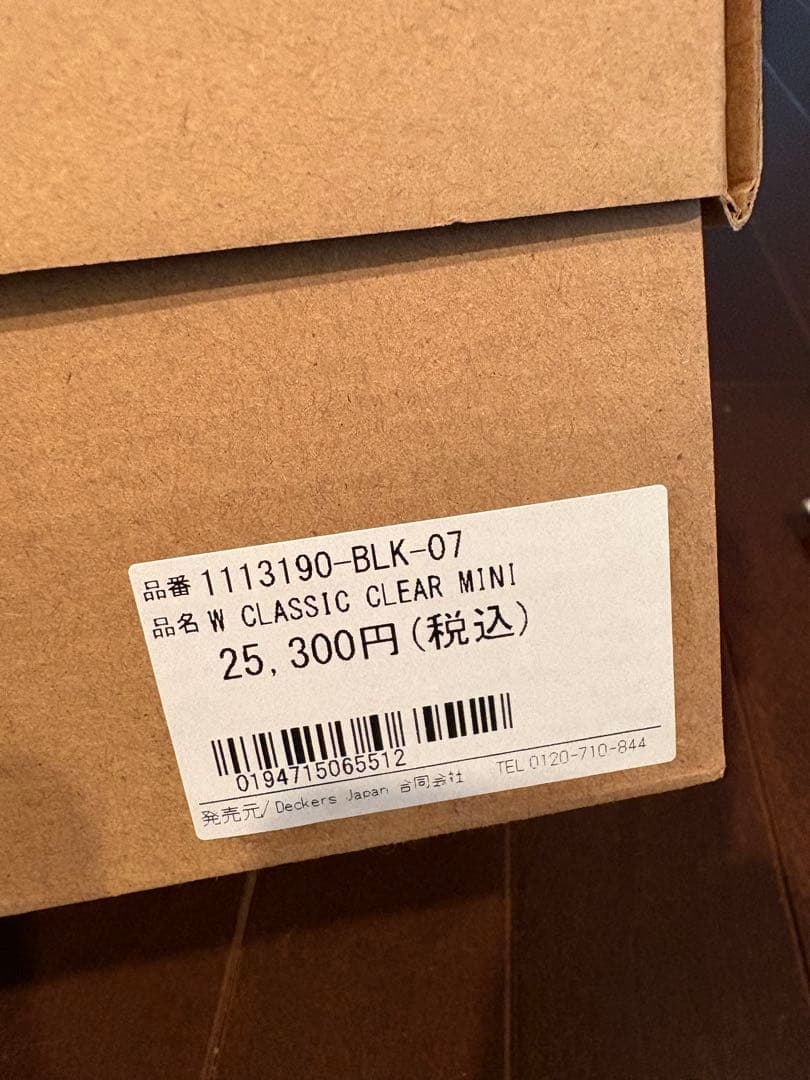 品番 1113190-BLK-07
品名 W CLASSIC CLEAR MINI
25,300円(税込)
0194715065512
発売元/Deckers Japan 合同会社 TEL 0120-710-844